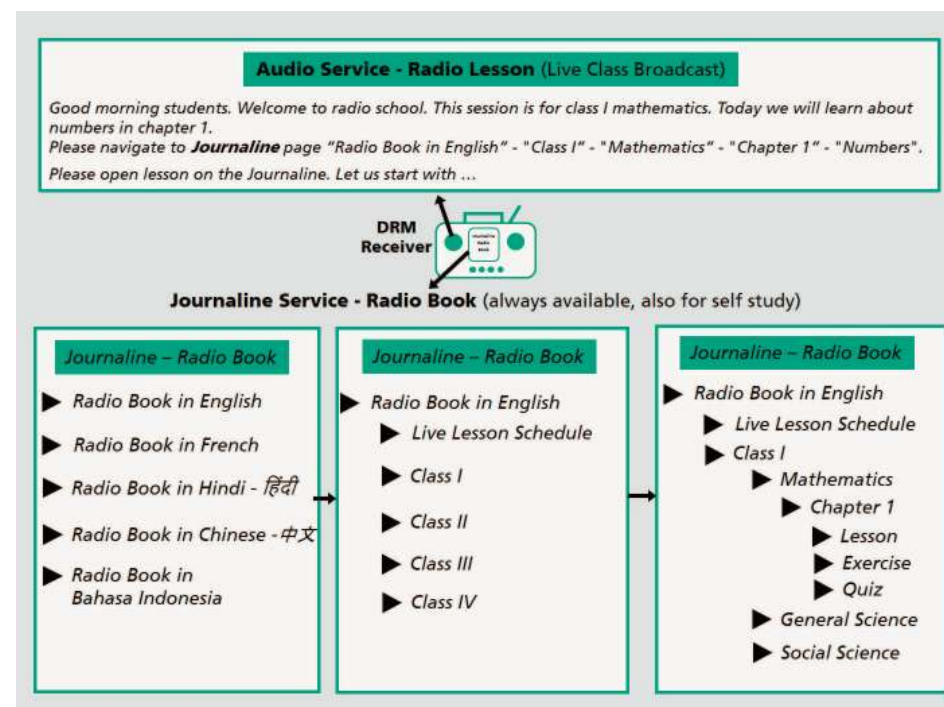 Audio Service - Radio Lesson (Live Class Broadcast)
Good morning students. Welcome to radio school. This session is for class I mathematics. Today we will learn about
numbers in chapter 1.
Please navigate to Journaline page “Radio Book in English” - "Class I” - "Mathematics” - "Chapter 1” - "Numbers".
Please open lesson on the Journaline. Let us start with ...
DRM
Receiver
Journaline
Radio
Book
Journaline Service - Radio Book (always available, also for self study)
Journaline – Radio Book
Radio Book in English
Radio Book in French
Radio Book in Hindi - हिंदी
Radio Book in Chinese -中文
Radio Book in
Bahasa Indonesia
Journaline – Radio Book
Radio Book in English
Live Lesson Schedule
Class I
Class II
Class III
Class IV
Journaline – Radio Book
Radio Book in English
Live Lesson Schedule
Class I
Mathematics
Chapter 1
Lesson
Exercise
Quiz
General Science
Social Science